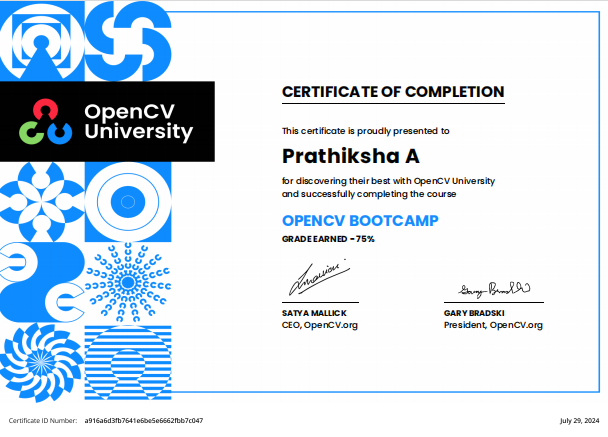 OpenCV
University
CERTIFICATE OF COMPLETION
This certificate is proudly presented to
Prathiksha A
for discovering their best with OpenCV University
and successfully completing the course
OPENCV BOOTCAMP
GRADE EARNED - 75%
SATYA MALLICK
CEO, OpenCV.org
GARY BRADSKI
President, OpenCV.org
Certificate ID Number: a916a6d3fb7641e6be5e6662fbb7c047
July 29, 2024